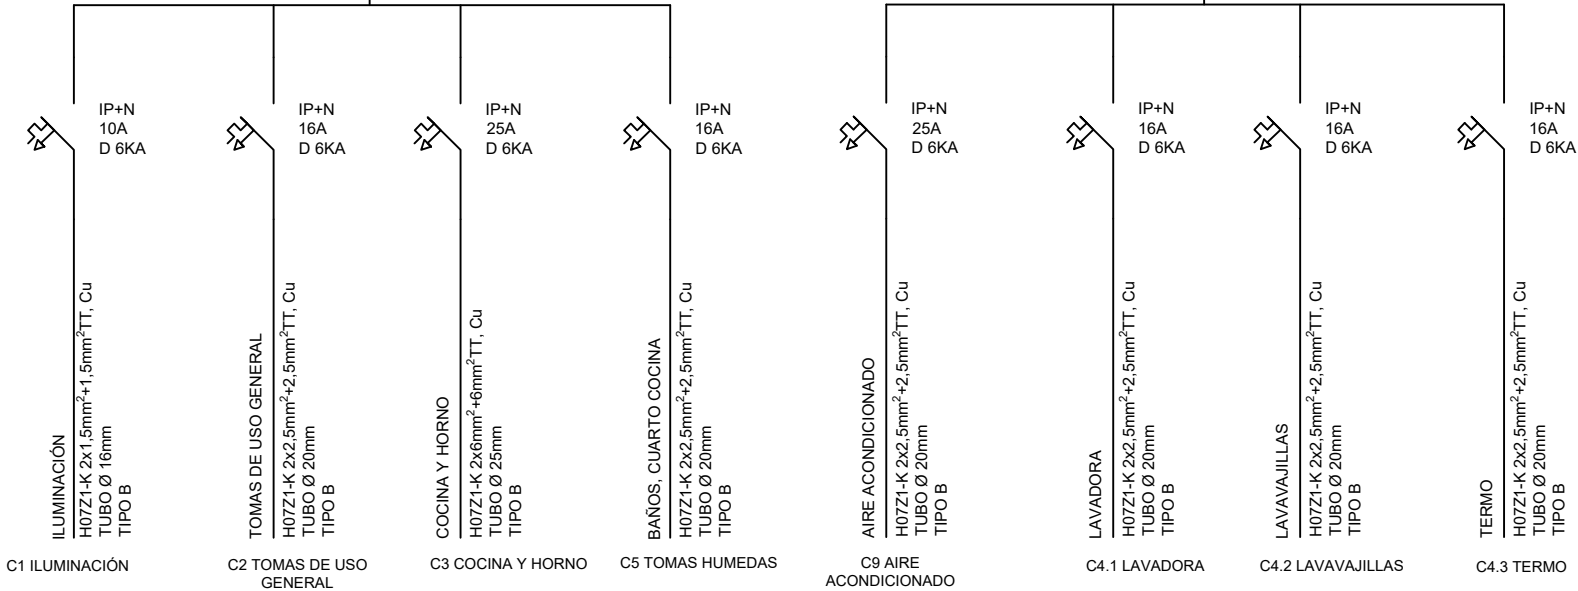 IP+N
10A
D 6KA
IP+N
16A
D 6KA
IP+N
25A
D 6KA
IP+N
16A
D 6KA
IP+N
25A
D 6KA
IP+N
16A
D 6KA
IP+N
16A
D 6KA
IP+N
16A
D 6KA
ILUMINACIÓN
H07Z1-K 2x1,5mm²+1,5mm²TT, Cu
TUBO Ø 16mm
TIPO B
TOMAS DE USO GENERAL
H07Z1-K 2x2,5mm²+2,5mm²TT, Cu
TUBO Ø 20mm
TIPO B
COCINA Y HORNO
H07Z1-K 2x6mm²+6mm²TT, Cu
TUBO Ø 25mm
TIPO B
BAÑOS, CUARTO COCINA
H07Z1-K 2x2,5mm²+2,5mm²TT, Cu
TUBO Ø 20mm
TIPO B
AIRE ACONDICIONADO
H07Z1-K 2x2,5mm²+2,5mm²TT, Cu
TUBO Ø 20mm
TIPO B
LAVADORA
H07Z1-K 2x2,5mm²+2,5mm²TT, Cu
TUBO Ø 20mm
TIPO B
LAVAVAJILLAS
H07Z1-K 2x2,5mm²+2,5mm²TT, Cu
TUBO Ø 20mm
TIPO B
TERMO
H07Z1-K 2x2,5mm²+2,5mm²TT, Cu
TUBO Ø 20mm
TIPO B
C1 ILUMINACIÓN
C2 TOMAS DE USO
GENERAL
C3 COCINA Y HORNO
C5 TOMAS HUMEDAS
C9 AIRE
ACONDICIONADO
C4.1 LAVADORA
C4.2 LAVAVAJILLAS
C4.3 TERMO